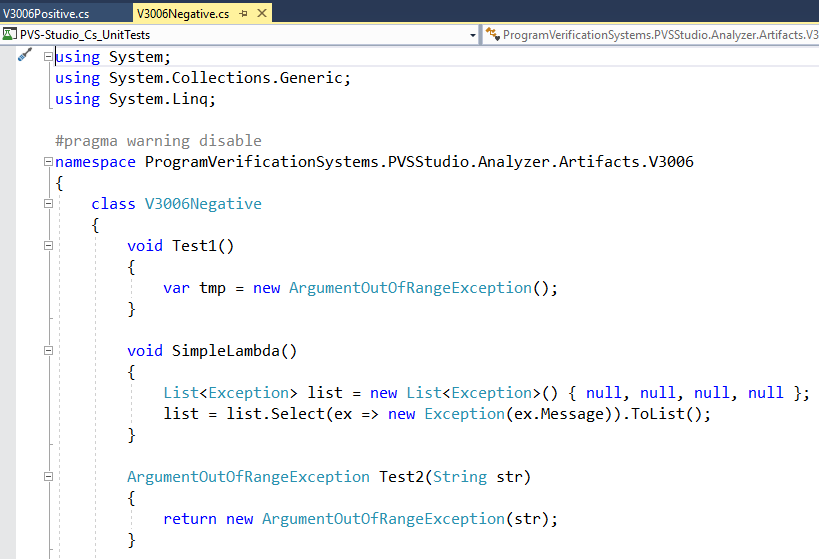 V3006Positive.cs V3006Negative.cs
PVS-Studio_Cs_UnitTests ProgramVerificationSystems.PVSStudio.Analyzer.Artifacts.V3
using System;
using System.Collections.Generic;
using System.Linq;
#pragma warning disable
namespace ProgramVerificationSystems.PVSStudio.Analyzer.Artifacts.V3006
{
class V3006Negative
{
void Test1()
{
var tmp = new ArgumentOutOfRangeException();
}
void SimpleLambda()
{
List<Exception> list = new List<Exception>() { null, null, null, null };
list = list.Select(ex => new Exception(ex.Message)).ToList();
}
ArgumentOutOfRangeException Test2(String str)
{
return new ArgumentOutOfRangeException(str);
}